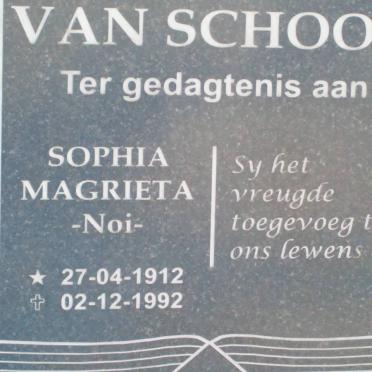 VAN SCHOO
Ter gedagtenis aan
SOPHIA
MAGRIETA
-Noi-
Sy het
vreugde
toegevoeg t
ons lewens
★ 27-04-1912
✞ 02-12-1992